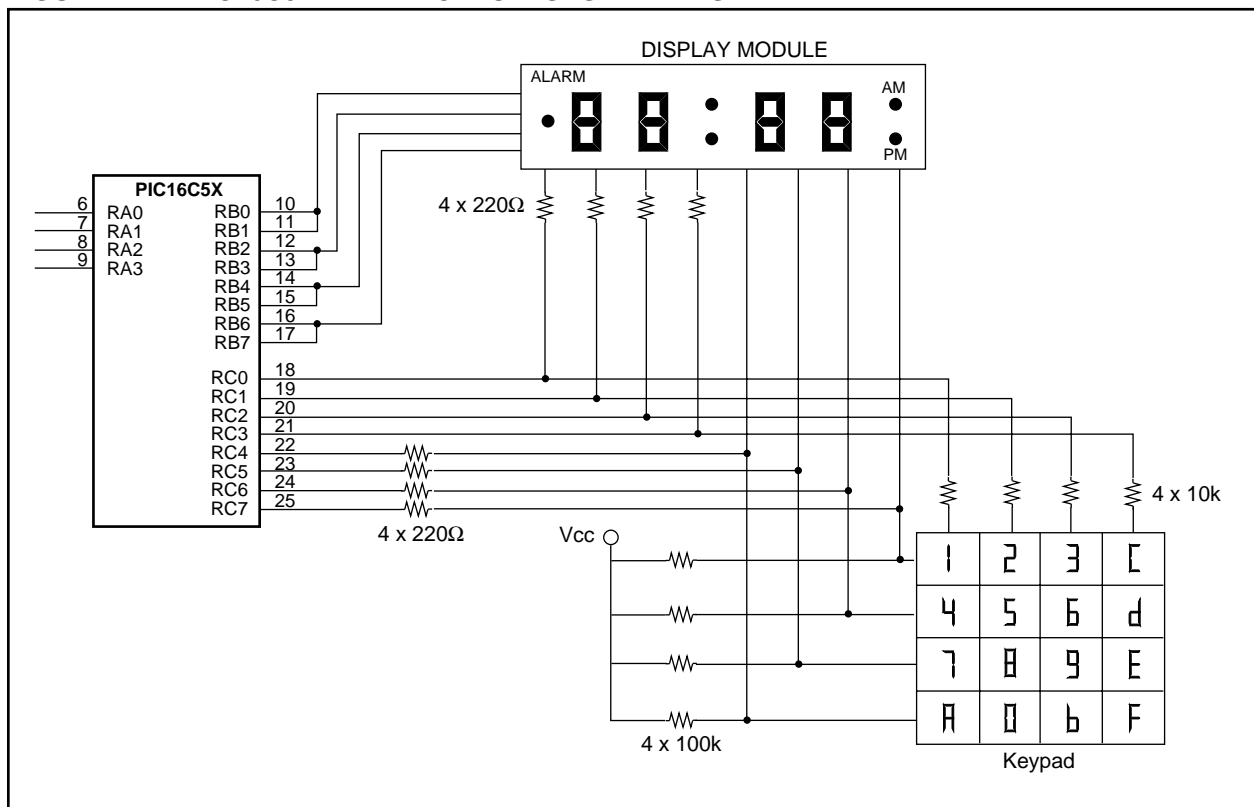 DISPLAY MODULE
ALARM
AM
PM
4 x 220Ω
PIC16C5X
6 RA0
7 RA1
8 RA2
9 RA3
RB0 10
RB1 11
RB2 12
RB3 13
RB4 14
RB5 15
RB6 16
RB7 17
RC0 18
RC1 19
RC2 20
RC3 21
RC4 22
RC5 23
RC6 24
RC7 25
4 x 220Ω
4 x 10k
Vcc
1 2 3 C
4 5 6 d
7 8 9 E
A 0 b F
4 x 100k
Keypad